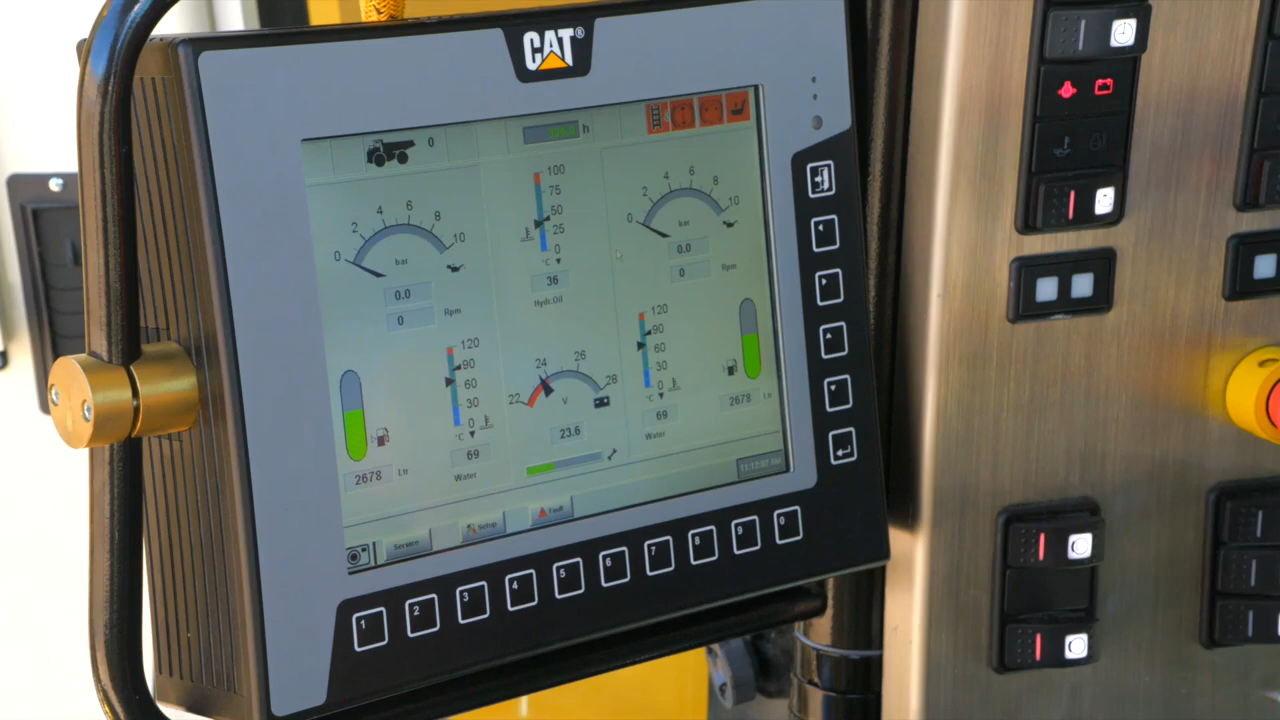 CAT®
0
h
0 2 4 6 8 10
bar
0.0
0 Rpm
100
75
50
25
0
°C
36
Hydr.Oil
0 2 4 6 8 10
bar
0.0
0 Rpm
2678 Ltr
120
90
60
30
0
°C
69
Water
22 24 26 28
V
23.6
120
90
60
30
0
°C
69
Water
2678 Ltr
Service
Setup
Fault
1 2 3 4 5 6 7 8 9 0